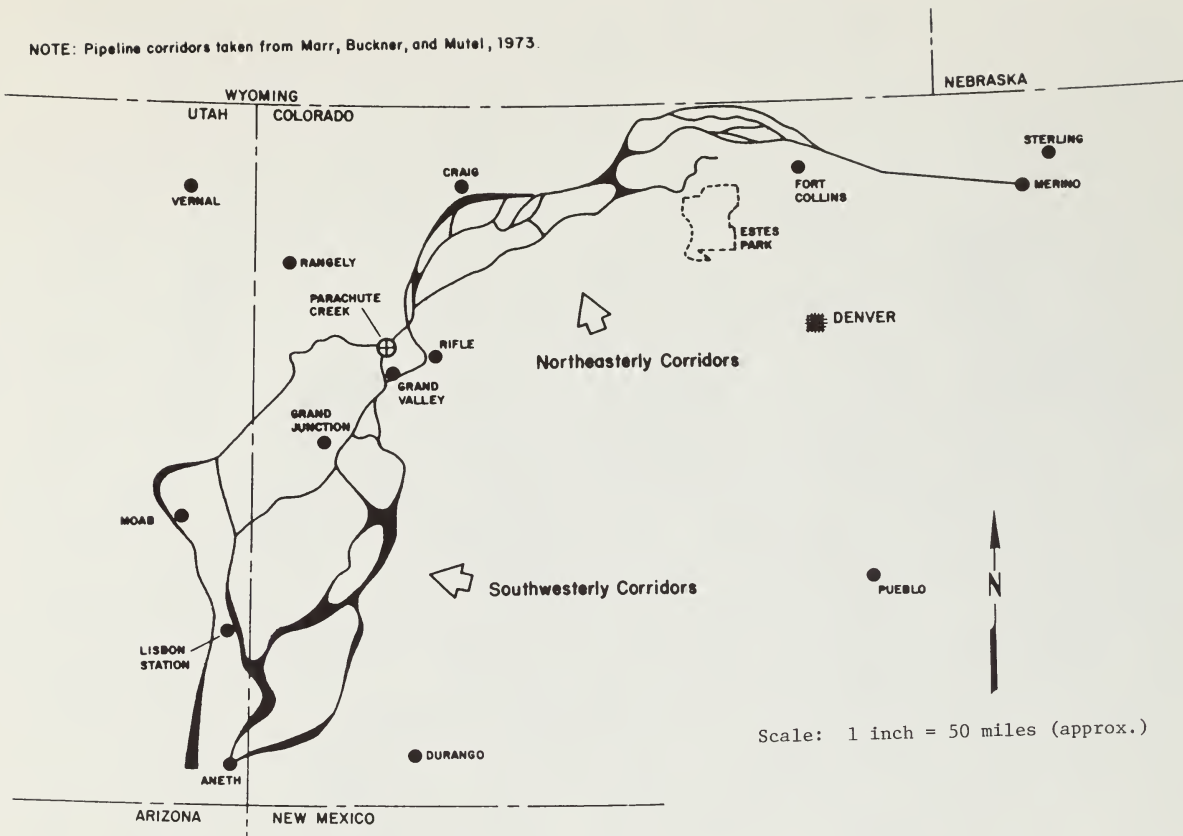 NOTE: Pipeline corridors taken from Marr, Buckner, and Mutel, 1973.
NEBRASKA
WYOMING
UTAH
COLORADO
STERLING
CRAIG
VERNAL
FORT
COLLINS
MERINO
ESTES
PARK
RANGELY
PARACHUTE
CREEK
DENVER
RIFLE
Northeasterly Corridors
GRAND
VALLEY
GRAND
JUNCTION
MOAB
N
Southwesterly Corridors
PUEBLO
LISBON
STATION
Scale: 1 inch = 50 miles (approx.)
DURANGO
ANETH
ARIZONA
NEW MEXICO